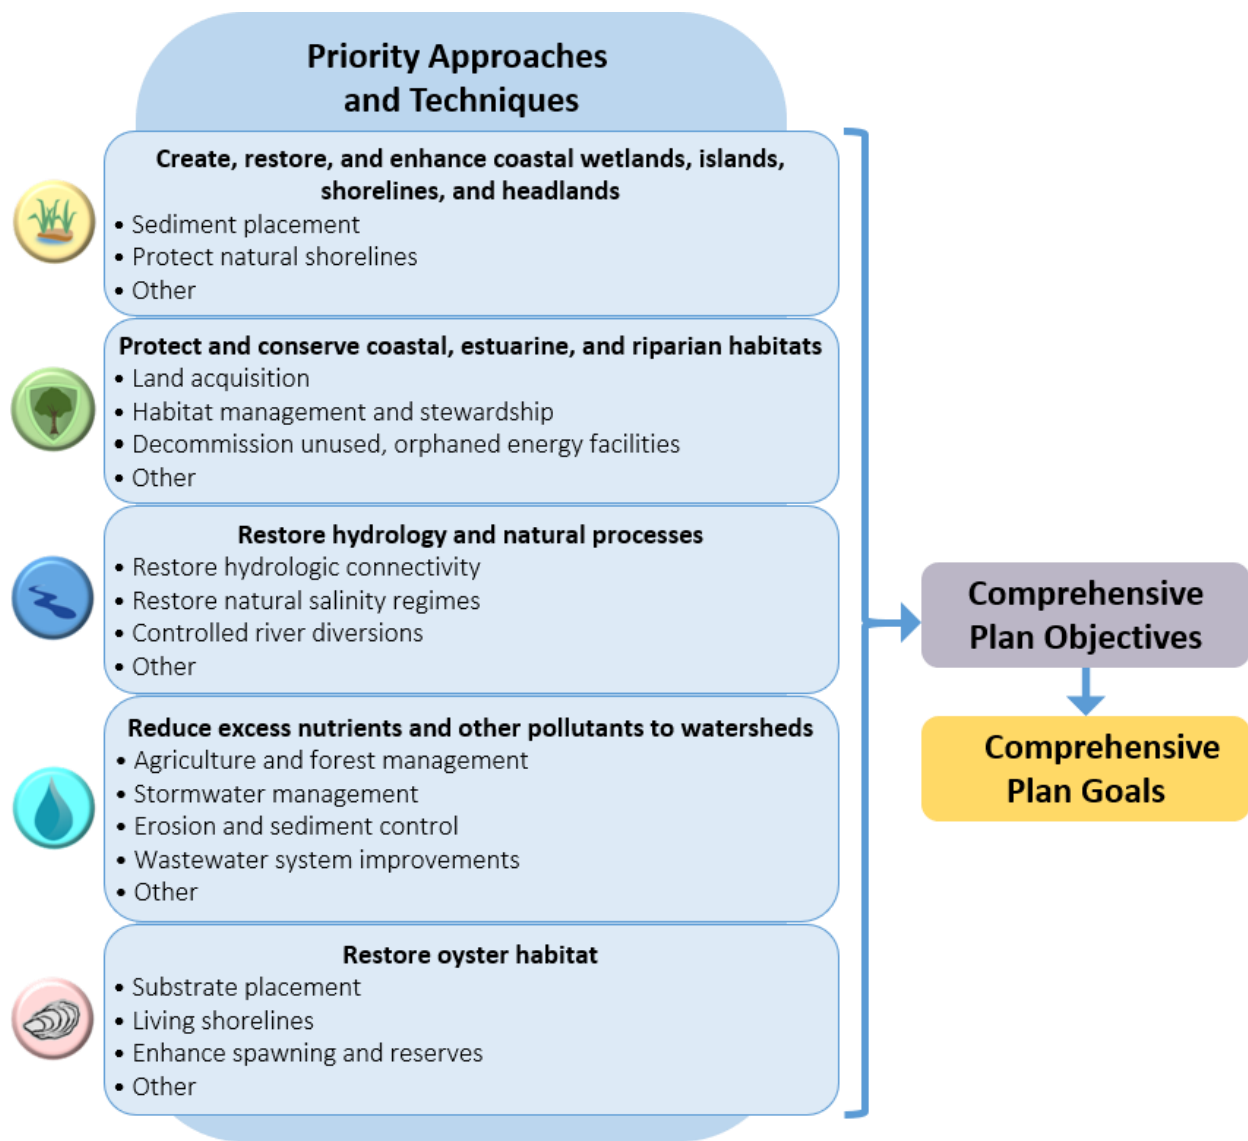 Priority Approaches
and Techniques
Create, restore, and enhance coastal wetlands, islands,
shorelines, and headlands
• Sediment placement
• Protect natural shorelines
• Other
Protect and conserve coastal, estuarine, and riparian habitats
• Land acquisition
• Habitat management and stewardship
• Decommission unused, orphaned energy facilities
• Other
Restore hydrology and natural processes
• Restore hydrologic connectivity
• Restore natural salinity regimes
• Controlled river diversions
• Other
Reduce excess nutrients and other pollutants to watersheds
• Agriculture and forest management
• Stormwater management
• Erosion and sediment control
• Wastewater system improvements
• Other
Restore oyster habitat
• Substrate placement
• Living shorelines
• Enhance spawning and reserves
• Other
Comprehensive
Plan Objectives
Comprehensive
Plan Goals